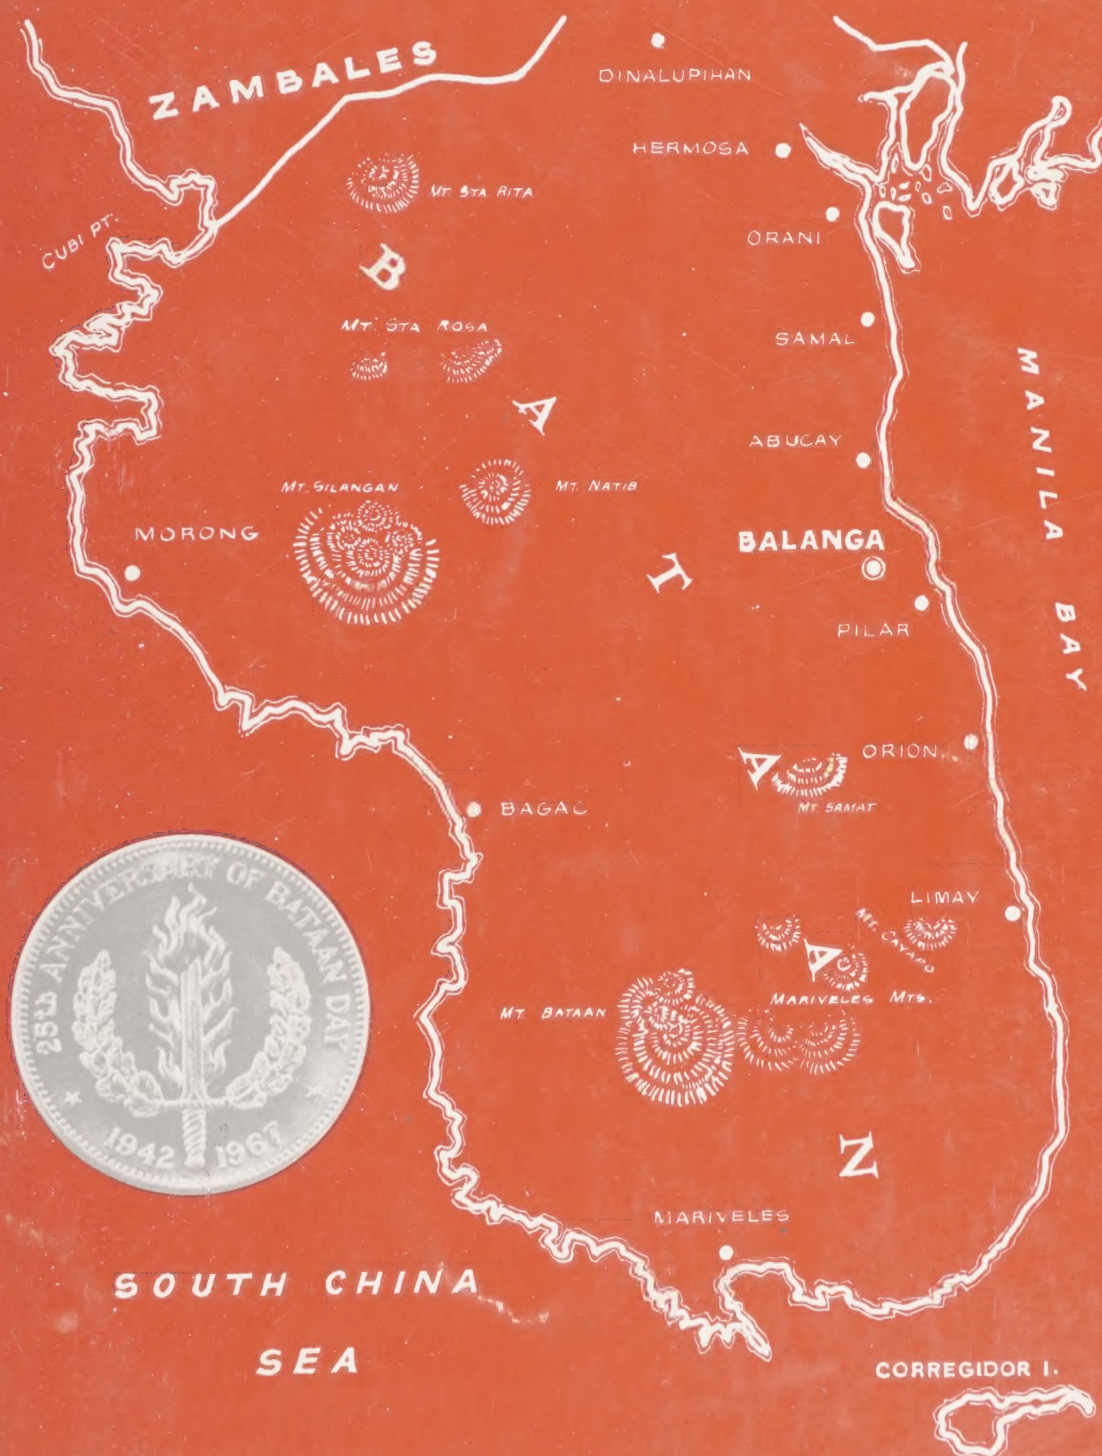 ZAMBALES
DINALUPIHAN
HERMOSA
MT STA RITA
CUBI PT.
ORANI
BATAAN
MT. STA ROSA
SAMAL
MANILA BAY
ABUCAY
MT. SILANGAN
MT. NATIB
MORONG
BALANGA
PILAR
ORION.
MT SAMAT
BAGAC
LIMAY
MT. CAYAPO
MARIVELES MTS.
MT. BATAAN
25th ANNIVERSARY OF BATAAN DAY
1942 1967
MARIVELES
SOUTH CHINA
SEA
CORREGIDOR I.